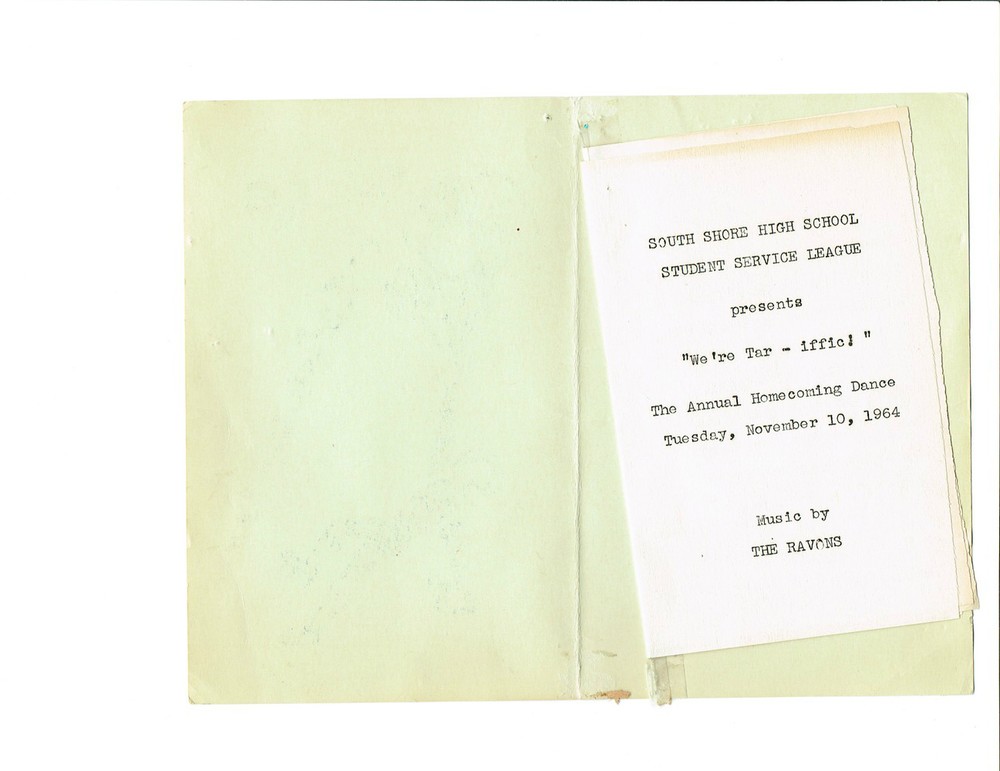 SOUTH SHORE HIGH SCHOOL
STUDENT SERVICE LEAGUE
presents
"We're Tar - iffic! "
The Annual Homecoming Dance
Tuesday, November 10, 1964
Music by
THE RAVONS